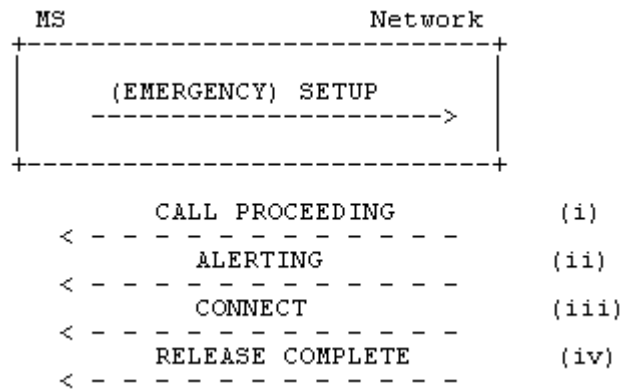 MS Network
(EMERGENCY) SETUP
CALL PROCEEDING (i)
ALERTING (ii)
CONNECT (iii)
RELEASE COMPLETE (iv)